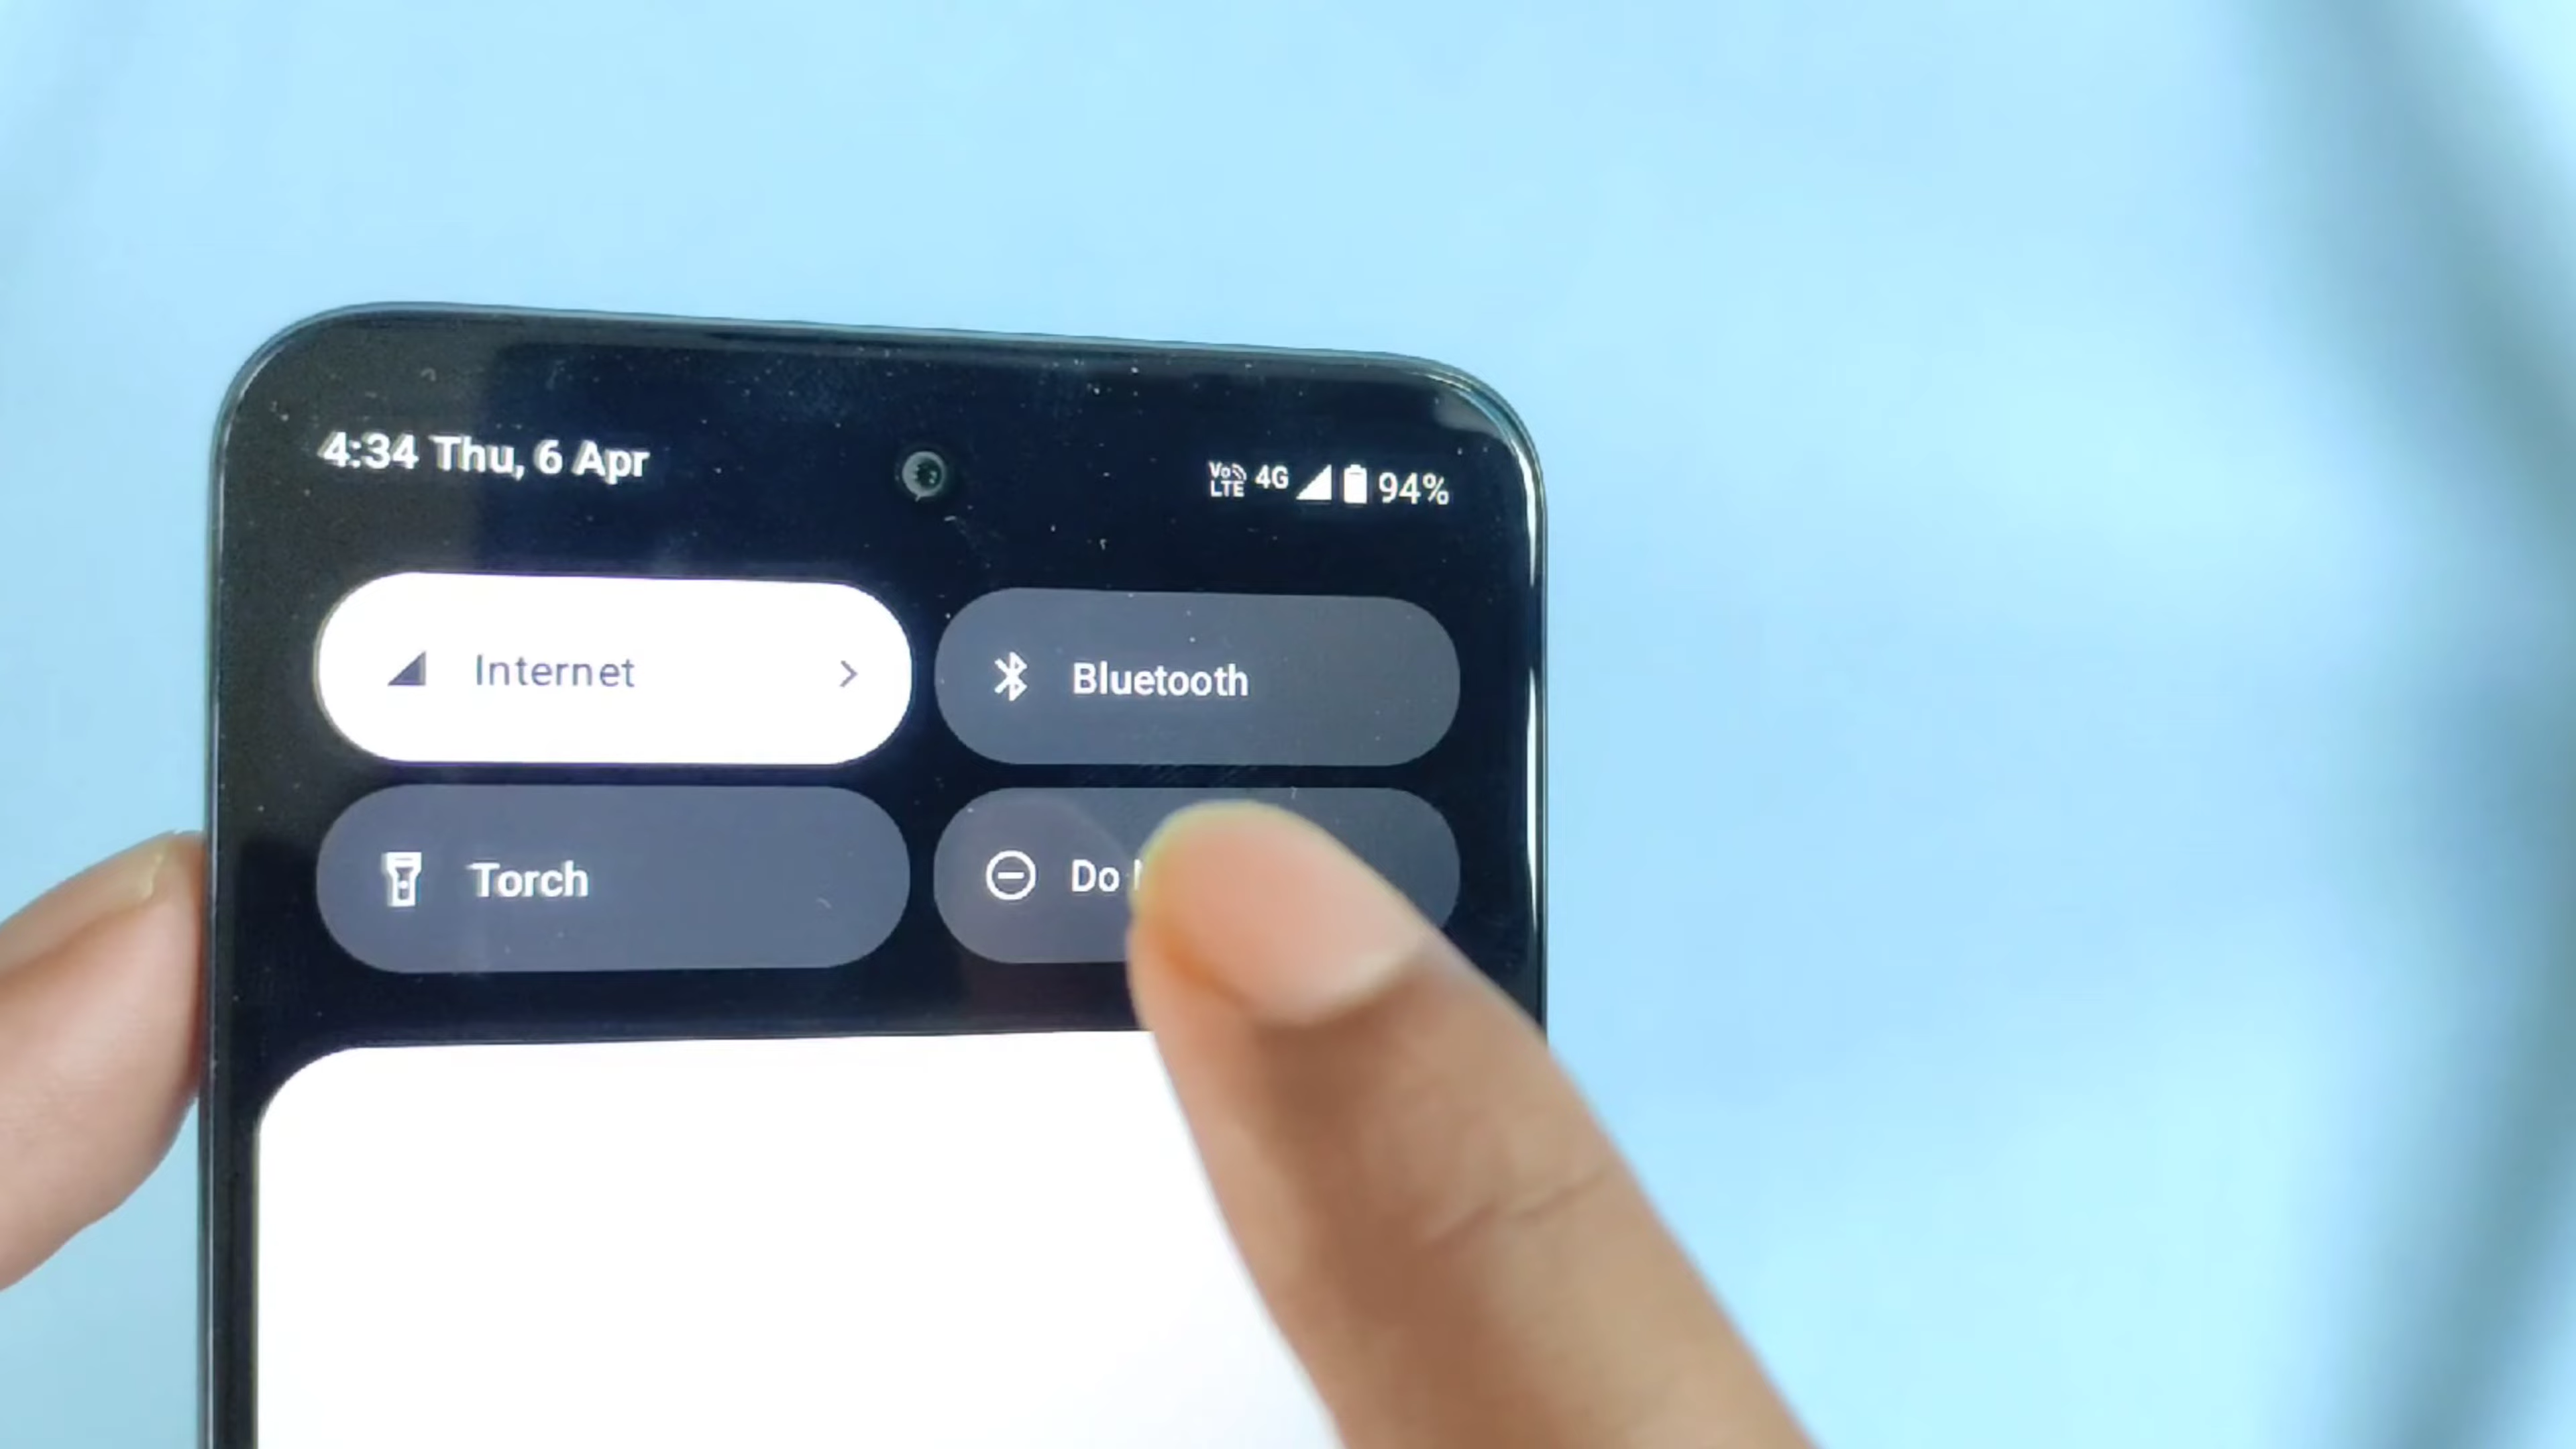 4:34 Thu, 6 Apr
Vo LTE 4G 94%
Internet
Bluetooth
Torch
Do